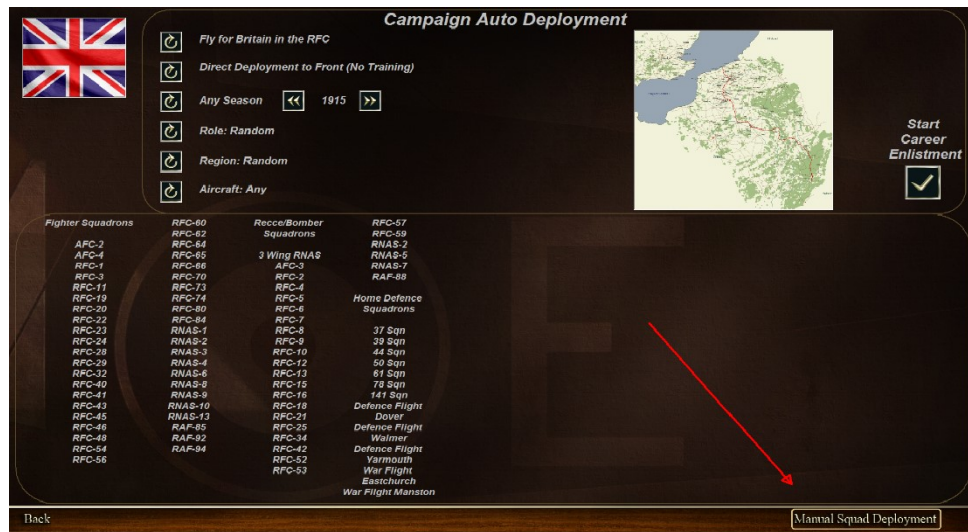 Campaign Auto Deployment
Fly for Britain in the RFC
Direct Deployment to Front (No Training)
Any Season
1915
Role: Random
Region: Random
Aircraft: Any
Start
Career
Enlistment
Fighter Squadrons
AFC-2
AFC-4
RFC-1
RFC-3
RFC-11
RFC-19
RFC-20
RFC-22
RFC-23
RFC-24
RFC-28
RFC-29
RFC-32
RFC-40
RFC-41
RFC-43
RFC-45
RFC-46
RFC-48
RFC-54
RFC-56
RFC-60
RFC-62
RFC-64
RFC-65
RFC-66
RFC-70
RFC-73
RFC-74
RFC-80
RFC-84
RNAS-1
RNAS-2
RNAS-3
RNAS-4
RNAS-6
RNAS-8
RNAS-9
RNAS-10
RNAS-13
RAF-85
RAF-92
RAF-94
Recce/Bomber
Squadrons
3 Wing RNAS
AFC-3
RFC-2
RFC-4
RFC-5
RFC-6
RFC-7
RFC-8
RFC-9
RFC-10
RFC-12
RFC-13
RFC-15
RFC-16
RFC-18
RFC-21
RFC-25
RFC-34
RFC-42
RFC-52
RFC-53
RFC-57
RFC-59
RNAS-2
RNAS-5
RNAS-7
RAF-88
Home Defence
Squadrons
37 Sqn
39 Sqn
44 Sqn
50 Sqn
61 Sqn
78 Sqn
141 Sqn
Defence Flight
Dover
Defence Flight
Walmer
Defence Flight
Yarmouth
War Flight
Eastchurch
War Flight Manston
Back
Manual Squad Deployment